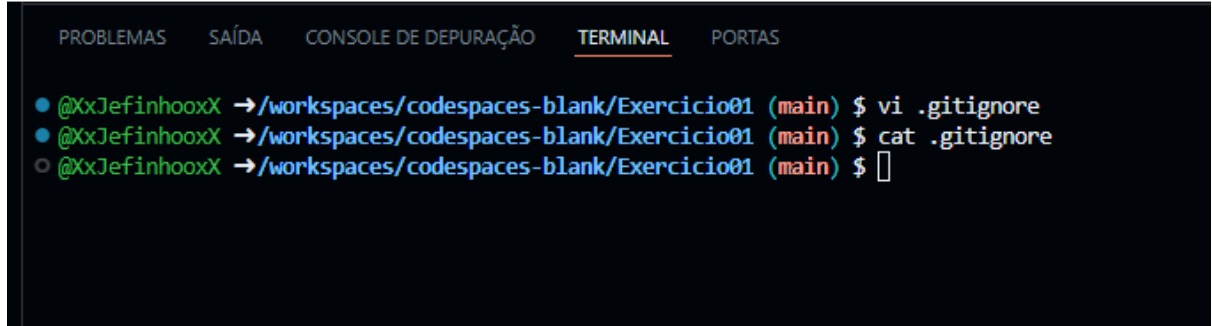 PROBLEMAS SAÍDA CONSOLE DE DEPURAÇÃO TERMINAL PORTAS
@XxJefinhooxX ➜/workspaces/codespaces-blank/Exercicio01 (main) $ vi .gitignore
@XxJefinhooxX ➜/workspaces/codespaces-blank/Exercicio01 (main) $ cat .gitignore
@XxJefinhooxX ➜/workspaces/codespaces-blank/Exercicio01 (main) $